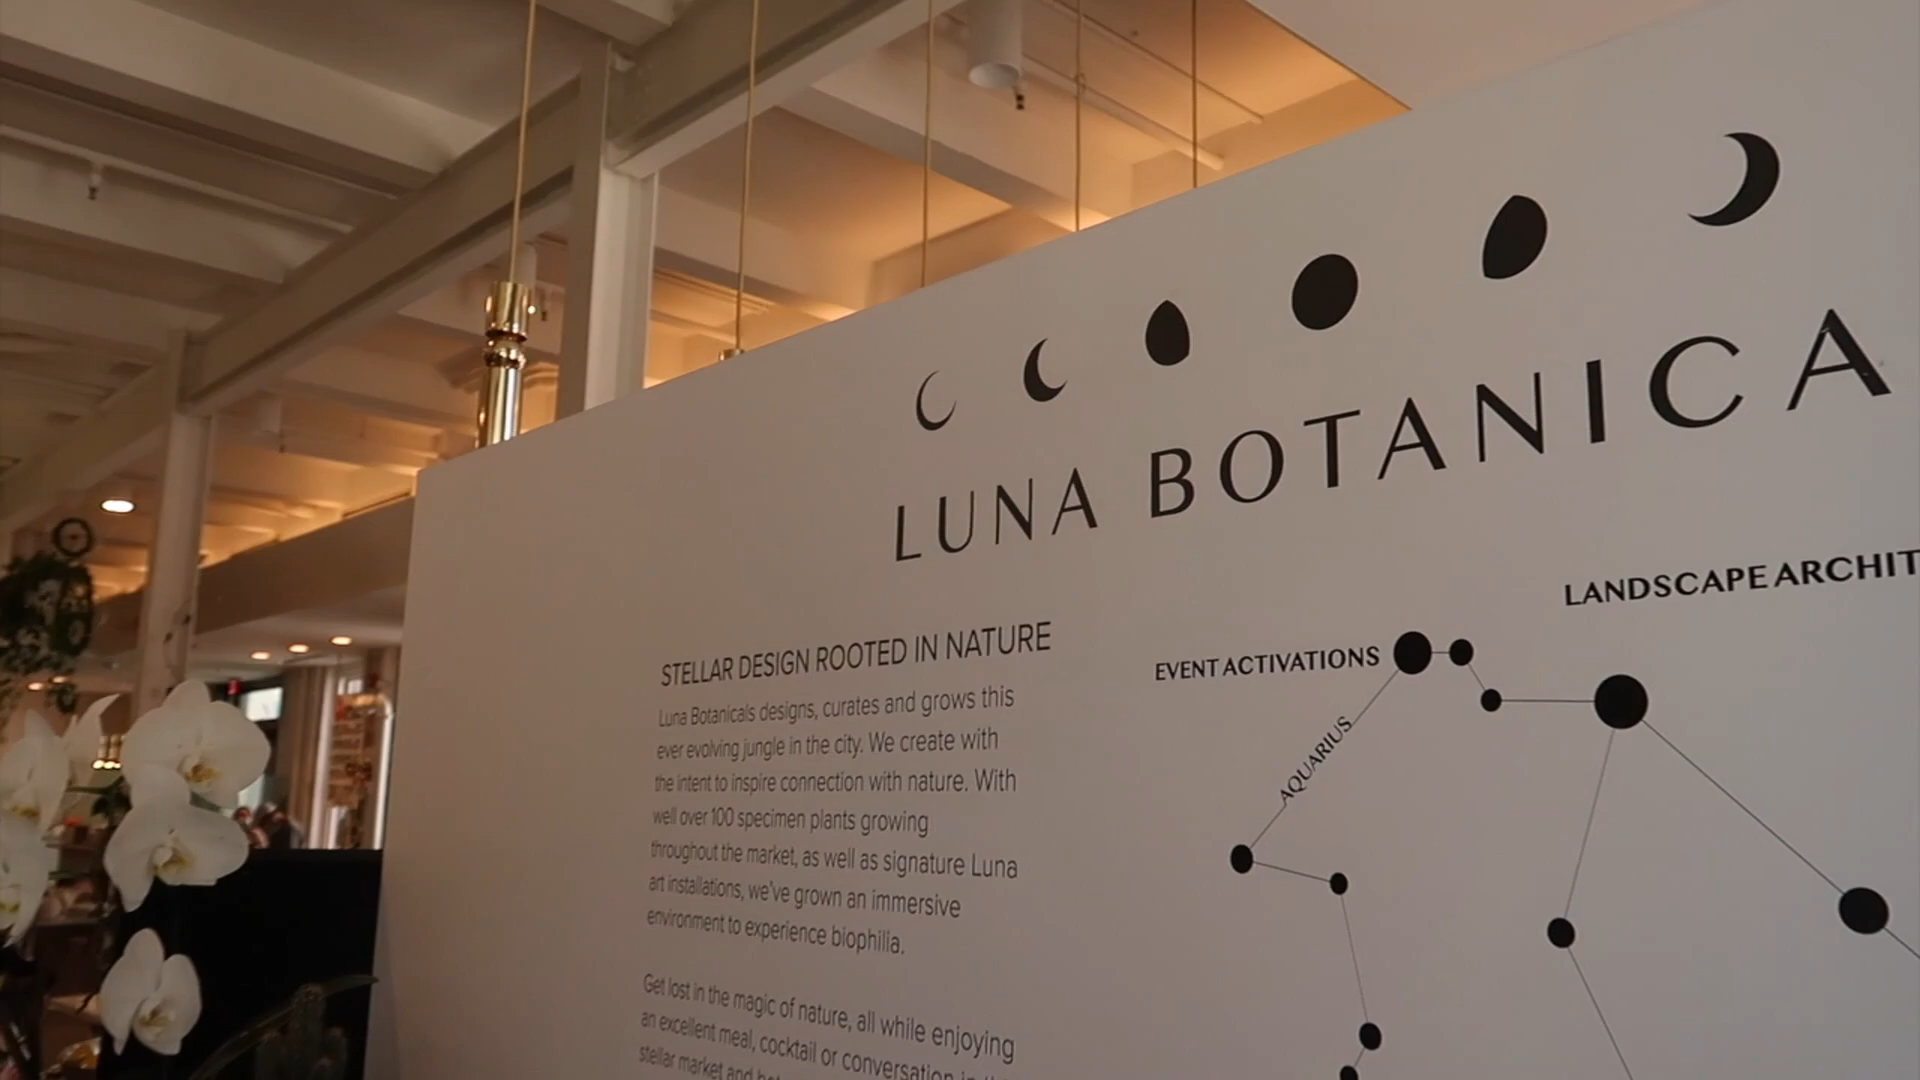 LUNA BOTANICA
LANDSCAPE ARCHIT
EVENT ACTIVATIONS
AQUARIUS
STELLAR DESIGN ROOTED IN NATURE
Luna Botanicals designs, curates and grows this
ever evolving jungle in the city. We create with
the intent to inspire connection with nature. With
well over 100 specimen plants growing
throughout the market, as well as signature Luna
art installations, we've grown an immersive
environment to experience biophilia.
Get lost in the magic of nature, all while enjoying
an excellent meal, cocktail or conversation in
stellar market and